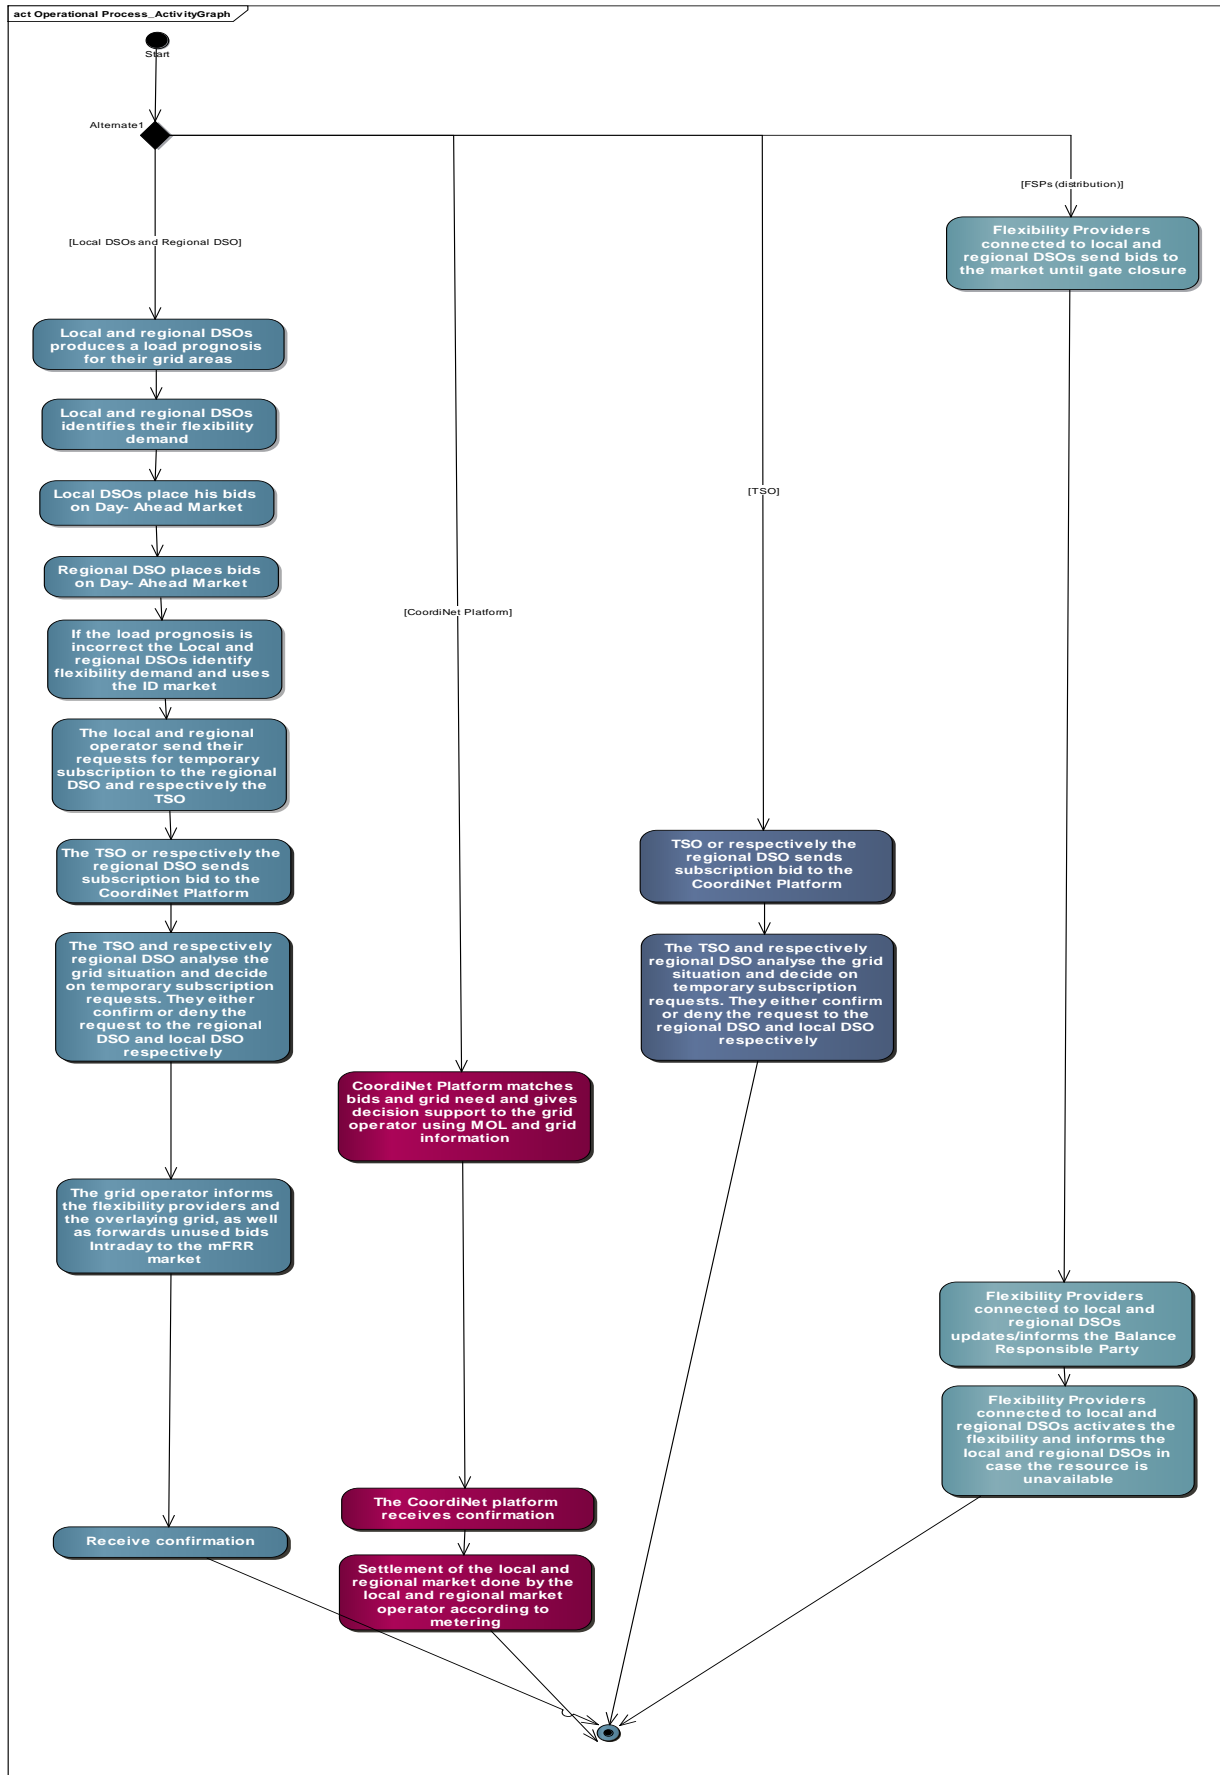 act Operational Process_ActivityGraph
Start
Alternate1
[Local DSOs and Regional DSO]
Local and regional DSOs
produces a load prognosis
for their grid areas
Local and regional DSOs
identifies their flexibility
demand
Local DSOs place his bids
on Day- Ahead Market
Regional DSO places bids
on Day- Ahead Market
If the load prognosis is
incorrect the Local and
regional DSOs identify
flexibility demand and uses
the ID market
The local and regional
operator send their
requests for temporary
subscription to the regional
DSO and respectively the
TSO
The TSO or respectively the
regional DSO sends
subscription bid to the
CoordiNet Platform
The TSO and respectively
regional DSO analyse the
grid situation and decide
on temporary subscription
requests. They either
confirm or deny the
request to the regional
DSO and local DSO
respectively
The grid operator informs
the flexibility providers and
the overlaying grid, as well
as forwards unused bids
Intraday to the mFRR
market
Receive confirmation
[CoordiNet Platform]
CoordiNet Platform matches
bids and grid need and gives
decision support to the grid
operator using MOL and grid
information
The CoordiNet platform
receives confirmation
Settlement of the local and
regional market done by the
local and regional market
operator according to
metering
[TSO]
TSO or respectively the
regional DSO sends
subscription bid to the
CoordiNet Platform
The TSO and respectively
regional DSO analyse the grid
situation and decide on
temporary subscription
requests. They either confirm
or deny the request to the
regional DSO and local DSO
respectively
[FSPs (distribution)]
Flexibility Providers
connected to local and
regional DSOs send bids to
the market until gate closure
Flexibility Providers
connected to local and
regional DSOs
updates/informs the Balance
Responsible Party
Flexibility Providers
connected to local and
regional DSOs activates the
flexibility and informs the
local and regional DSOs in
case the resource is
unavailable